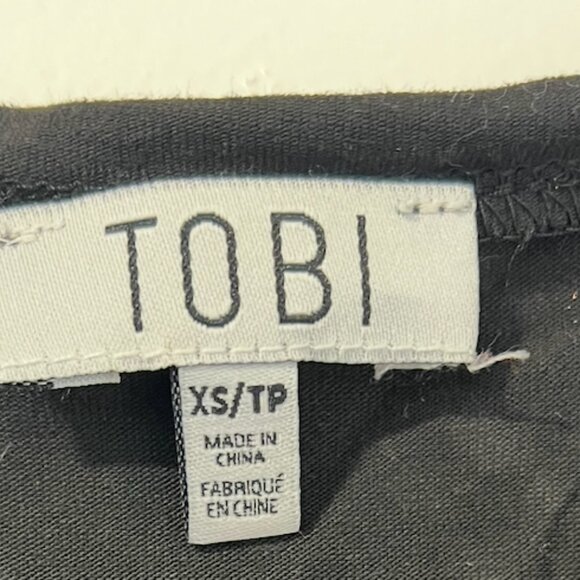 TOBI
XS/TP
MADE IN
CHINA
FABRIQUÉ
EN CHINE